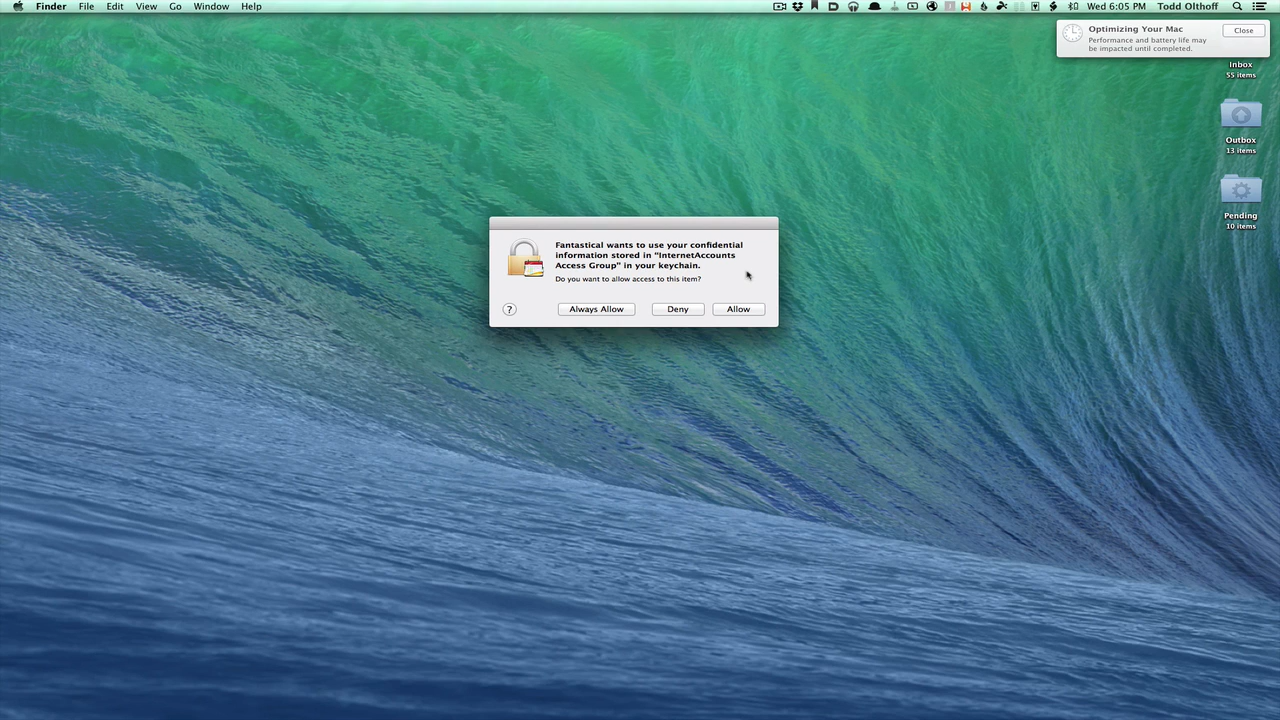 Finder File Edit View Go Window Help Wed 6:05 PM Todd Olthoff
Optimizing Your Mac
Performance and battery life may
be impacted until completed.
Close
Inbox
55 items
Outbox
13 items
Pending
10 items
Fantastical wants to use your confidential
information stored in “InternetAccounts
Access Group” in your keychain.
Do you want to allow access to this item?
? Always Allow Deny Allow